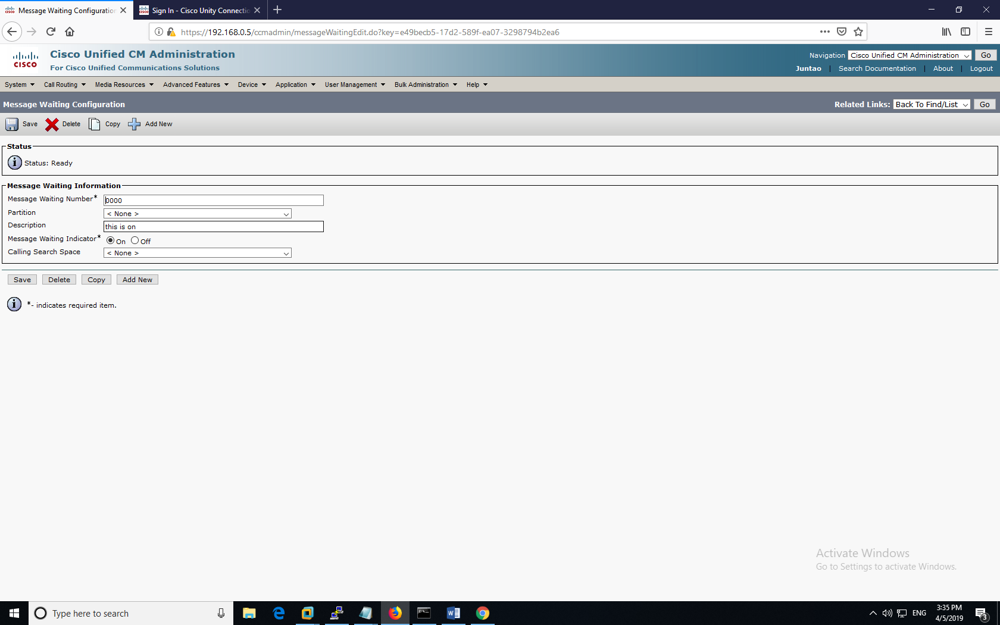 Message Waiting Configuration
Sign In - Cisco Unity Connectio
https://192.168.0.5/ccmadmin/messageWaitingEdit.do?key=e49becb5-17d2-589f-ea07-3298794b2ea6
CISCO
Cisco Unified CM Administration
For Cisco Unified Communications Solutions
Navigation Cisco Unified CM Administration Go
Juntao | Search Documentation | About | Logout
System Call Routing Media Resources Advanced Features Device Application User Management Bulk Administration Help
Message Waiting Configuration
Related Links: Back To Find/List Go
Save Delete Copy Add New
Status
Status: Ready
Message Waiting Information
Message Waiting Number* 0000
Partition < None >
Description this is on
Message Waiting Indicator* On Off
Calling Search Space < None >
Save Delete Copy Add New
*- indicates required item.
Activate Windows
Go to Settings to activate Windows.
Type here to search
ENG
3:35 PM
4/5/2019
3